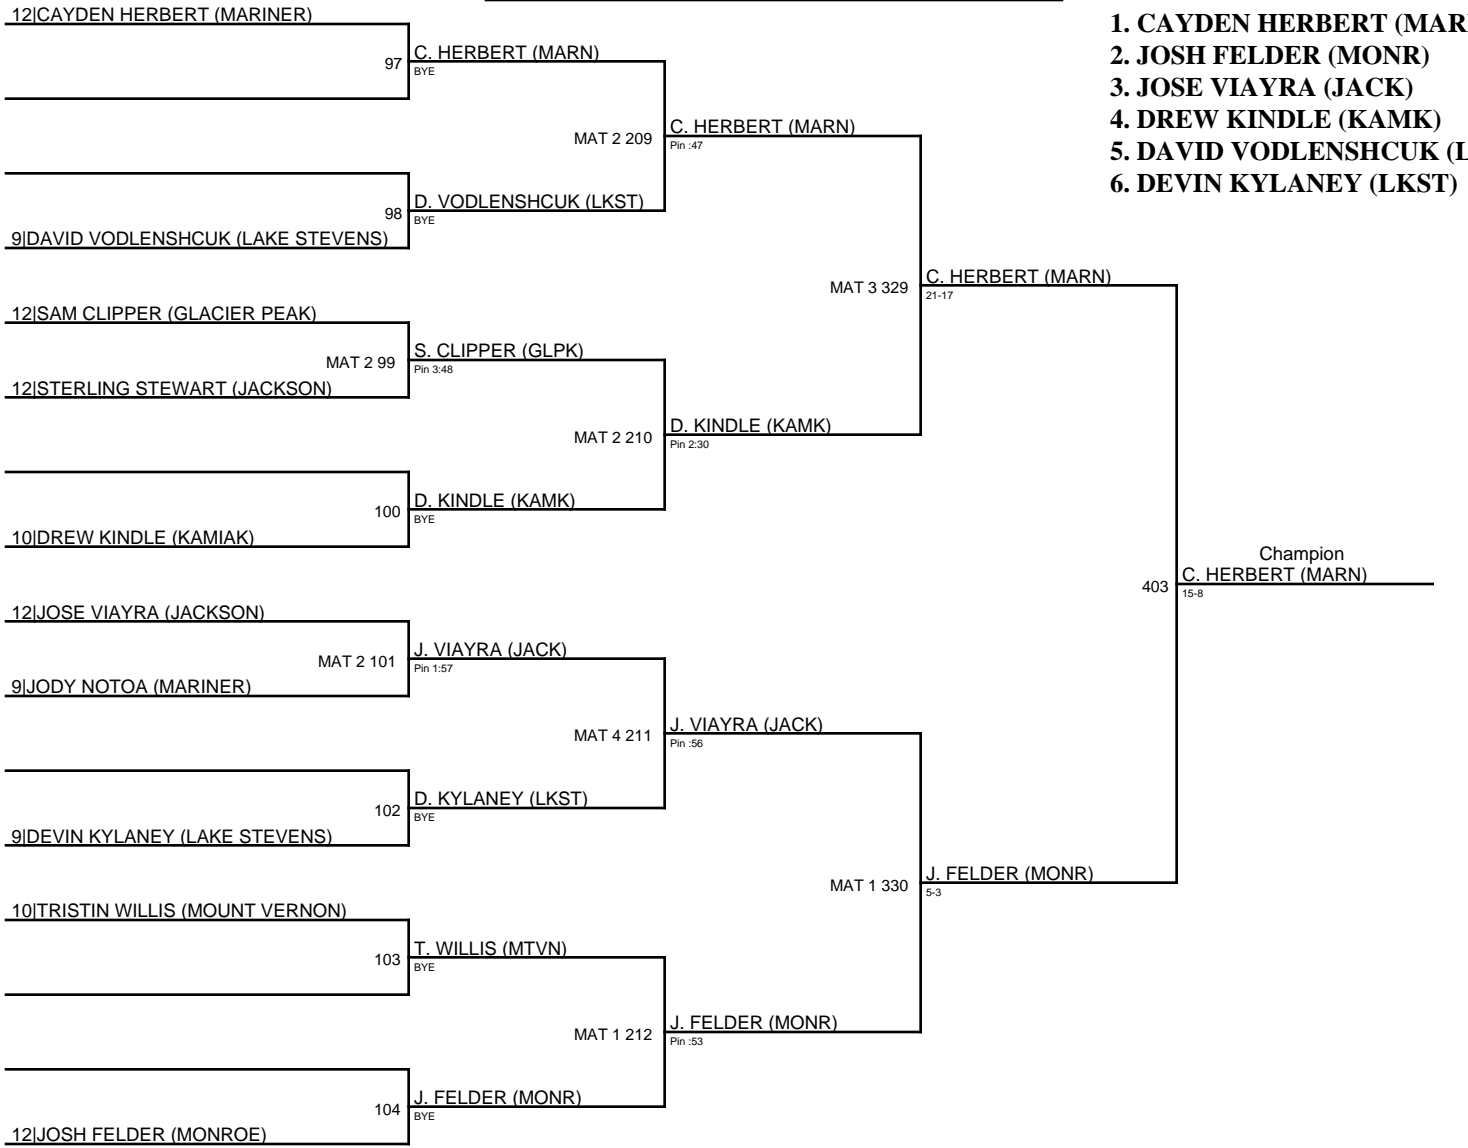 12|CAYDEN HERBERT (MARINER)
97
C. HERBERT (MARN)
BYE
MAT 2 209
C. HERBERT (MARN)
Pin :47
98
D. VODLENSHCUK (LKST)
BYE
9|DAVID VODLENSHCUK (LAKE STEVENS)
MAT 3 329
C. HERBERT (MARN)
21-17
12|SAM CLIPPER (GLACIER PEAK)
MAT 2 99
S. CLIPPER (GLPK)
Pin 3:48
12|STERLING STEWART (JACKSON)
MAT 2 210
D. KINDLE (KAMK)
Pin 2:30
100
D. KINDLE (KAMK)
BYE
10|DREW KINDLE (KAMIAK)
Champion
403
C. HERBERT (MARN)
15-8
12|JOSE VIAYRA (JACKSON)
MAT 2 101
J. VIAYRA (JACK)
Pin 1:57
9|JODY NOTOA (MARINER)
MAT 4 211
J. VIAYRA (JACK)
Pin :56
102
D. KYLANEY (LKST)
BYE
9|DEVIN KYLANEY (LAKE STEVENS)
MAT 1 330
J. FELDER (MONR)
5-3
10|TRISTIN WILLIS (MOUNT VERNON)
103
T. WILLIS (MTVN)
BYE
MAT 1 212
J. FELDER (MONR)
Pin :53
104
J. FELDER (MONR)
BYE
12|JOSH FELDER (MONROE)
1. CAYDEN HERBERT (MAR
2. JOSH FELDER (MONR)
3. JOSE VIAYRA (JACK)
4. DREW KINDLE (KAMK)
5. DAVID VODLENSHCUK (L
6. DEVIN KYLANEY (LKST)